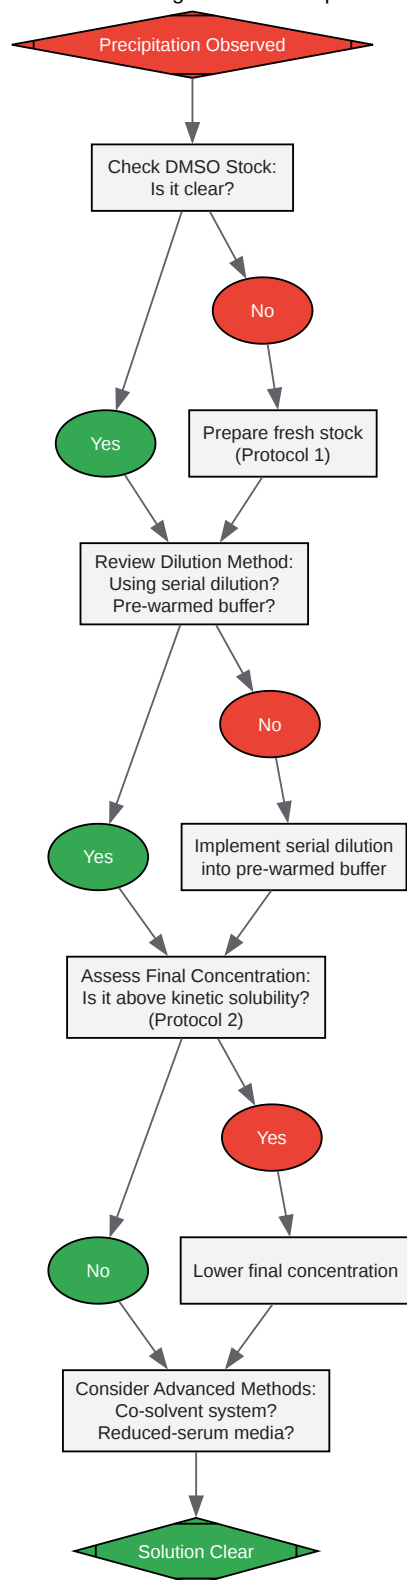 Precipitation Observed
Check DMSO Stock:
Is it clear?
No
Yes
Prepare fresh stock
(Protocol 1)
Review Dilution Method:
Using serial dilution?
Pre-warmed buffer?
No
Yes
Implement serial dilution
into pre-warmed buffer
Assess Final Concentration:
Is it above kinetic solubility?
(Protocol 2)
Yes
No
Lower final concentration
Consider Advanced Methods:
Co-solvent system?
Reduced-serum media?
Solution Clear